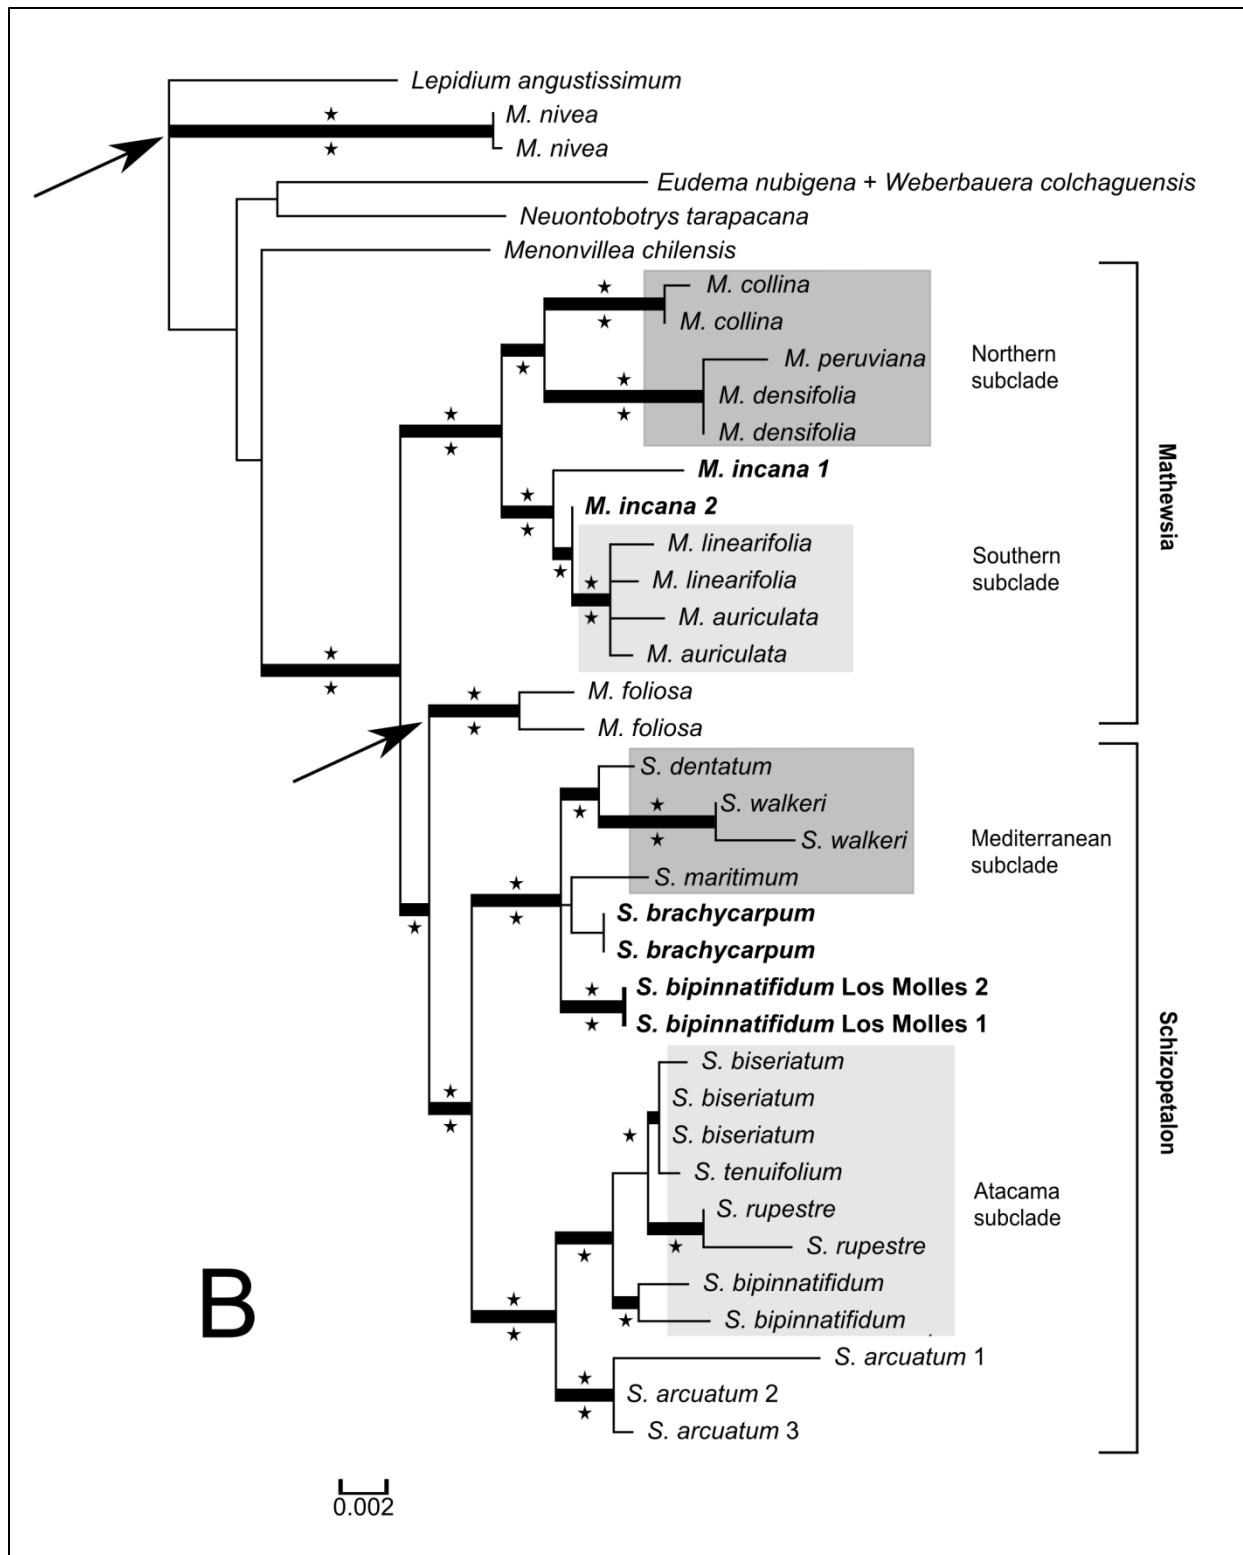 Lepidium angustissimum
M. nivea
M. nivea
Eudema nubigena + Weberbauera colchaguensis
Neuontobotrys tarapacana
Menonvillea chilensis
M. collina
M. collina
M. peruviana
M. densifolia
M. densifolia
Northern
subclade
M. incana 1
M. incana 2
M. linearifolia
M. linearifolia
M. auriculata
M. auriculata
Southern
subclade
Mathewsia
M. foliosa
M. foliosa
S. dentatum
S. walkeri
S. walkeri
S. maritimum
Mediterranean
subclade
S. brachycarpum
S. brachycarpum
S. bipinnatifidum Los Molles 2
S. bipinnatifidum Los Molles 1
Schizopetalon
S. biseriatum
S. biseriatum
S. biseriatum
S. tenuifolium
S. rupestre
S. rupestre
S. bipinnatifidum
S. bipinnatifidum
Atacama
subclade
S. arcuatum 1
S. arcuatum 2
S. arcuatum 3
B
0.002